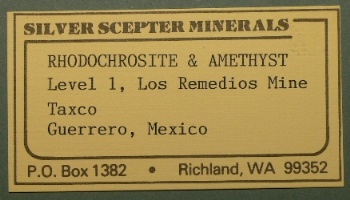 SILVER SCEPTER MINERALS
RHODOCHROSITE & AMETHYST
Level 1, Los Remedios Mine
Taxco
Guerrero, Mexico
P.O. Box 1382 • Richland, WA 99352